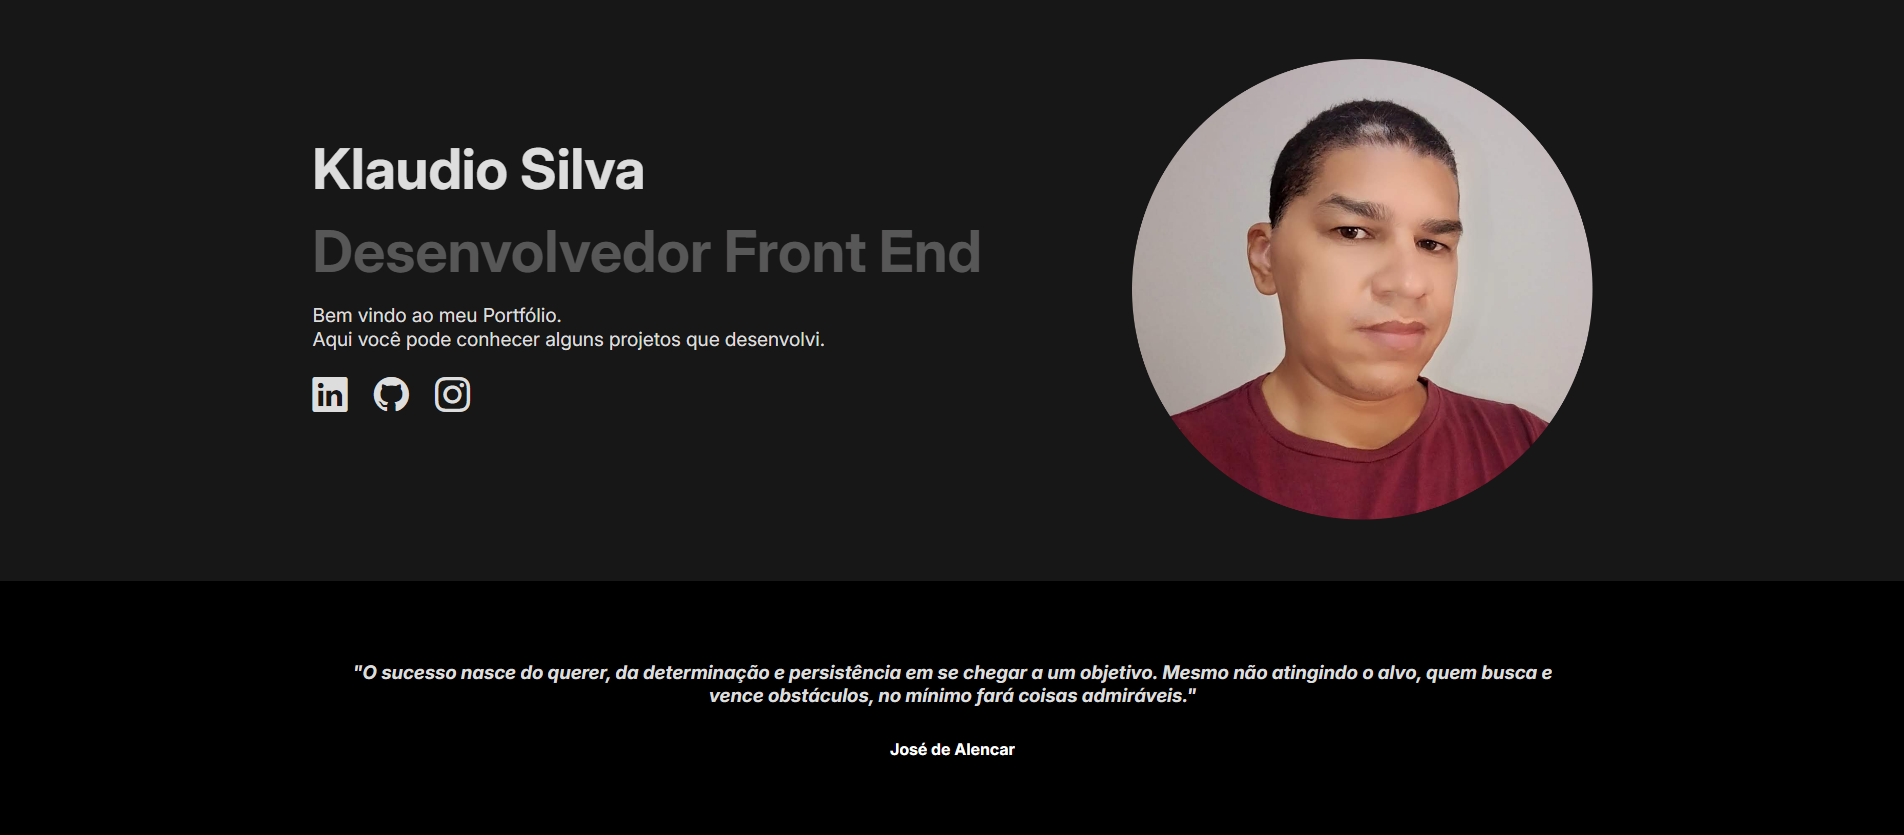 Klaudio Silva
Desenvolvedor Front End
Bem vindo ao meu Portfólio.
Aqui você pode conhecer alguns projetos que desenvolvi.
in
"O sucesso nasce do querer, da determinação e persistência em se chegar a um objetivo. Mesmo não atingindo o alvo, quem busca e
vence obstáculos, no mínimo fará coisas admiráveis."
José de Alencar